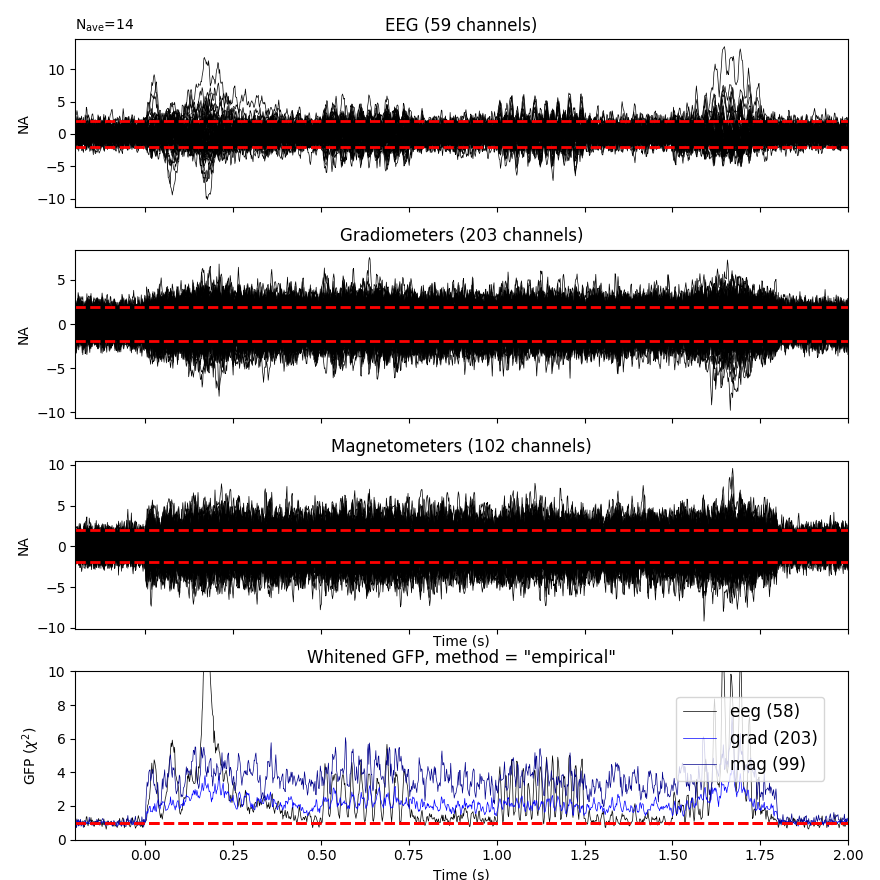 N_ave=14
EEG (59 channels)
10
5
0
−5
−10
NA
Gradiometers (203 channels)
5
0
−5
−10
NA
Magnetometers (102 channels)
10
5
0
−5
−10
NA
Time (s)
Whitened GFP, method = "empirical"
10
8
6
4
2
0
GFP (χ²)
eeg (58)
grad (203)
mag (99)
0.00 0.25 0.50 0.75 1.00 1.25 1.50 1.75 2.00
Time (s)